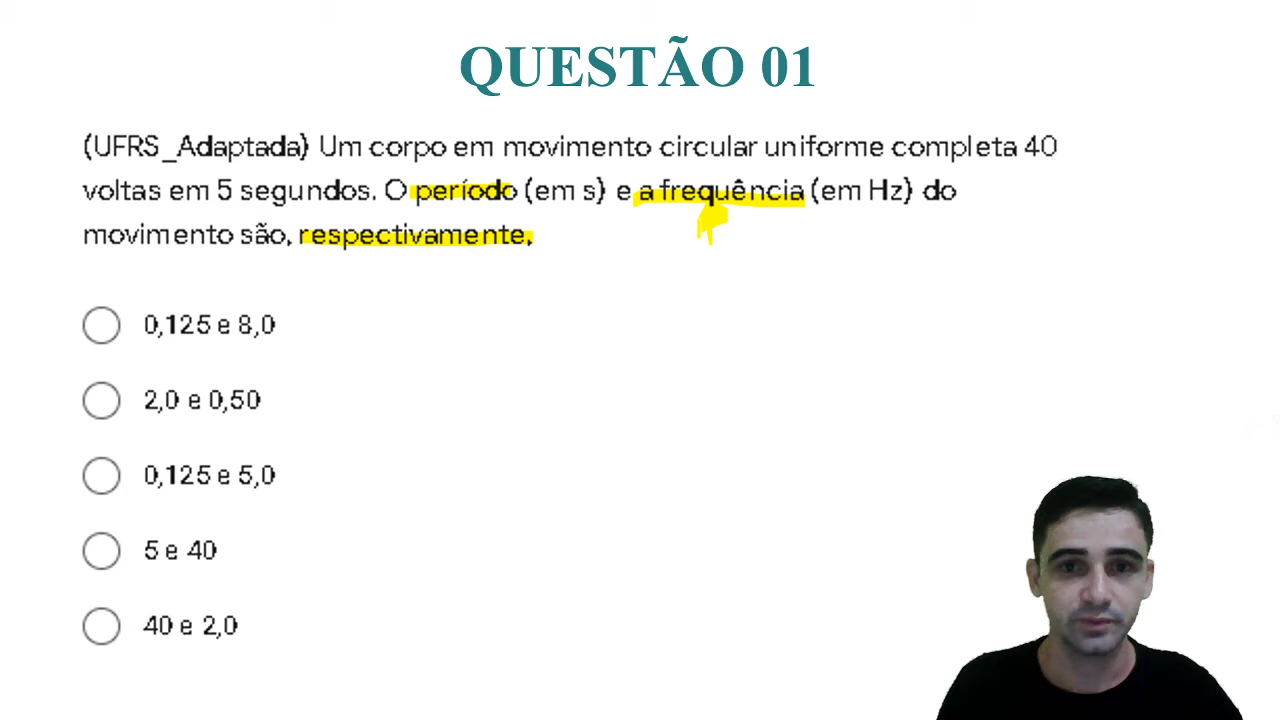 QUESTÃO 01
(UFRS_Adaptada) Um corpo em movimento circular uniforme completa 40
voltas em 5 segundos. O período (em s) e a frequência (em Hz) do
movimento são, respectivamente,
0,125 e 8,0
2,0 e 0,50
0,125 e 5,0
5 e 40
40 e 2,0